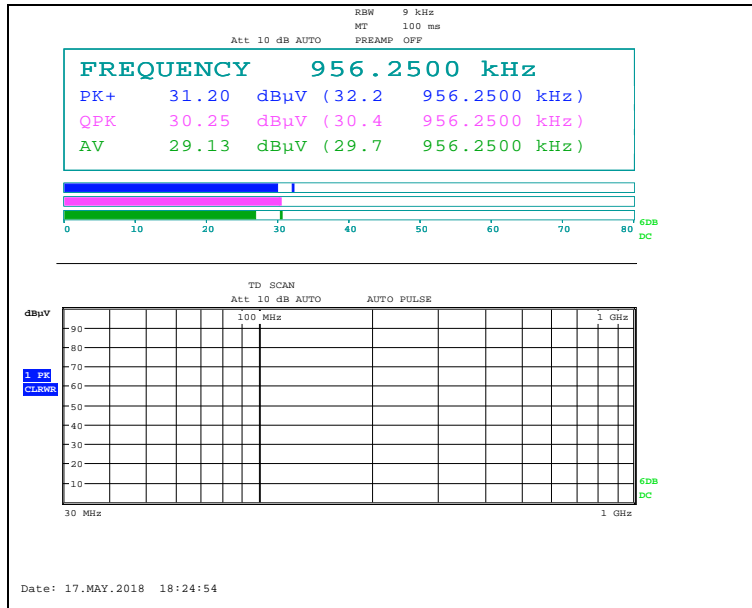 RBW 9 kHz
MT 100 ms
Att 10 dB AUTO PREAMP OFF
FREQUENCY 956.2500 kHz
PK+ 31.20 dBµV (32.2 956.2500 kHz)
QPK 30.25 dBµV (30.4 956.2500 kHz)
AV 29.13 dBµV (29.7 956.2500 kHz)
0 10 20 30 40 50 60 70 80
6DB
DC
TD SCAN
Att 10 dB AUTO AUTO PULSE
dBµV
100 MHz 1 GHz
90
80
70
1 PK
60
CLRWR
50
40
30
20
10
6DB
DC
30 MHz 1 GHz
Date: 17.MAY.2018 18:24:54